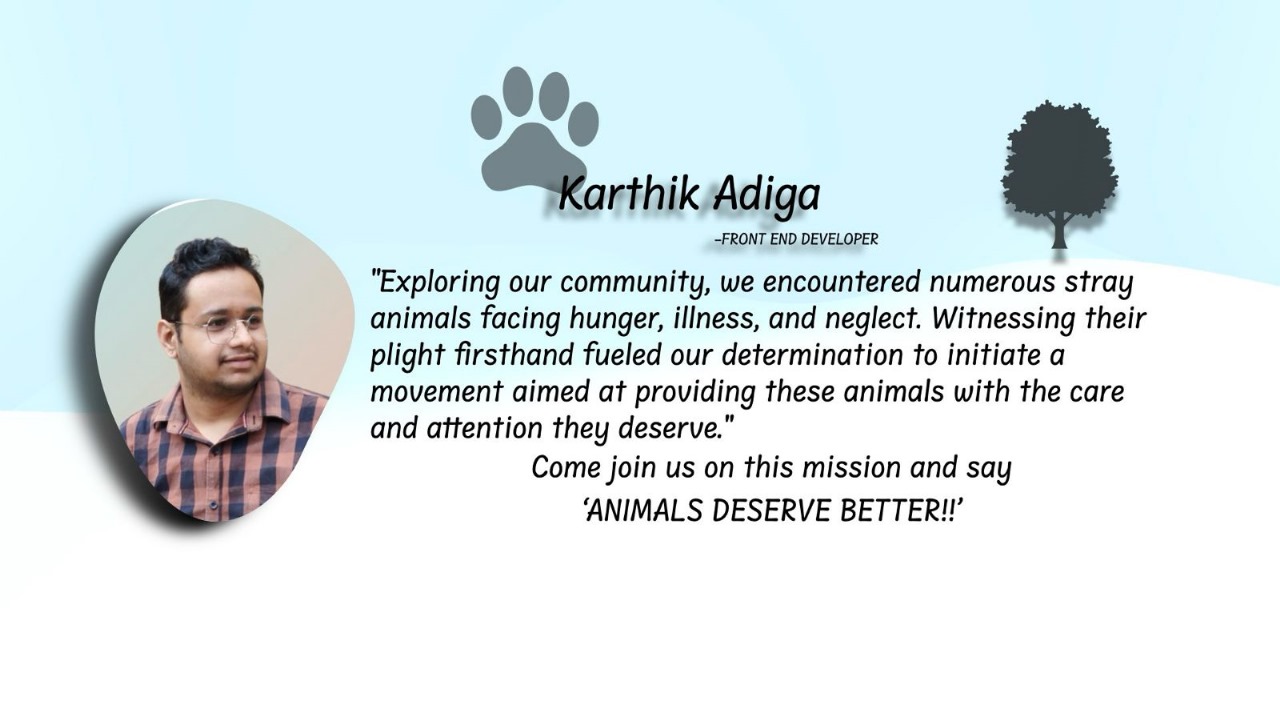 Karthik Adiga
-FRONT END DEVELOPER
"Exploring our community, we encountered numerous stray
animals facing hunger, illness, and neglect. Witnessing their
plight firsthand fueled our determination to initiate a
movement aimed at providing these animals with the care
and attention they deserve."
Come join us on this mission and say
‘ANIMALS DESERVE BETTER!!’